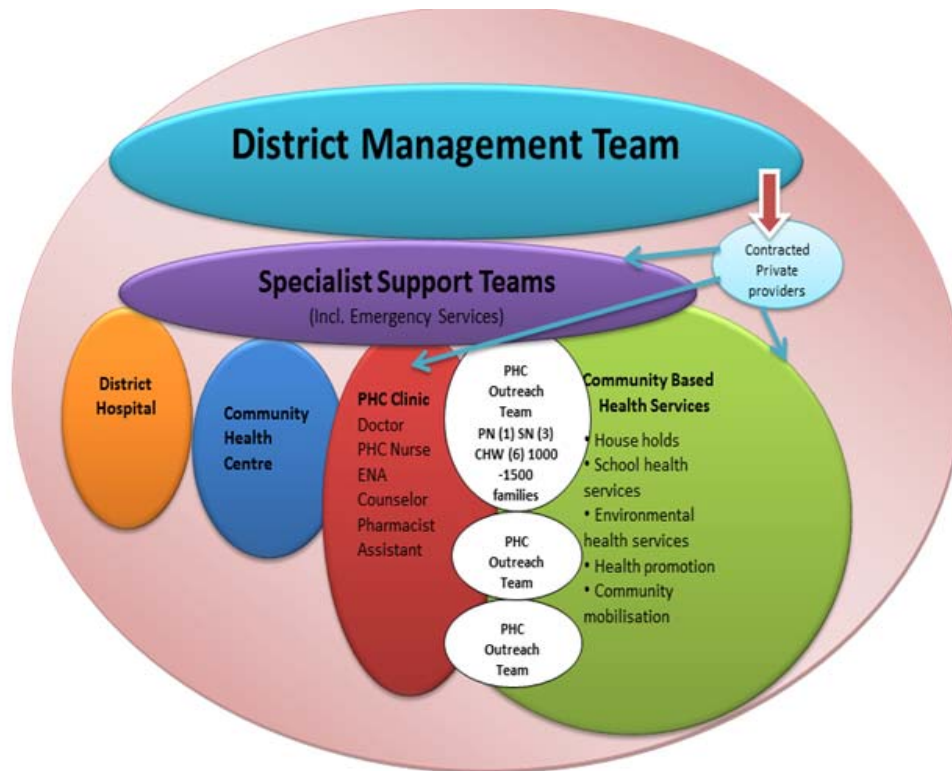 District Management Team
Contracted
Private
providers
Specialist Support Teams
(Incl. Emergency Services)
District
Hospital
Community
Health
Centre
PHC Clinic
Doctor
PHC Nurse
ENA
Counselor
Pharmacist
Assistant
PHC
Outreach
Team
PN (1) SN (3)
CHW (6) 1000
-1500
families
PHC
Outreach
Team
PHC
Outreach
Team
Community Based
Health Services
• House holds
• School health
services
• Environmental
health services
• Health promotion
• Community
mobilisation